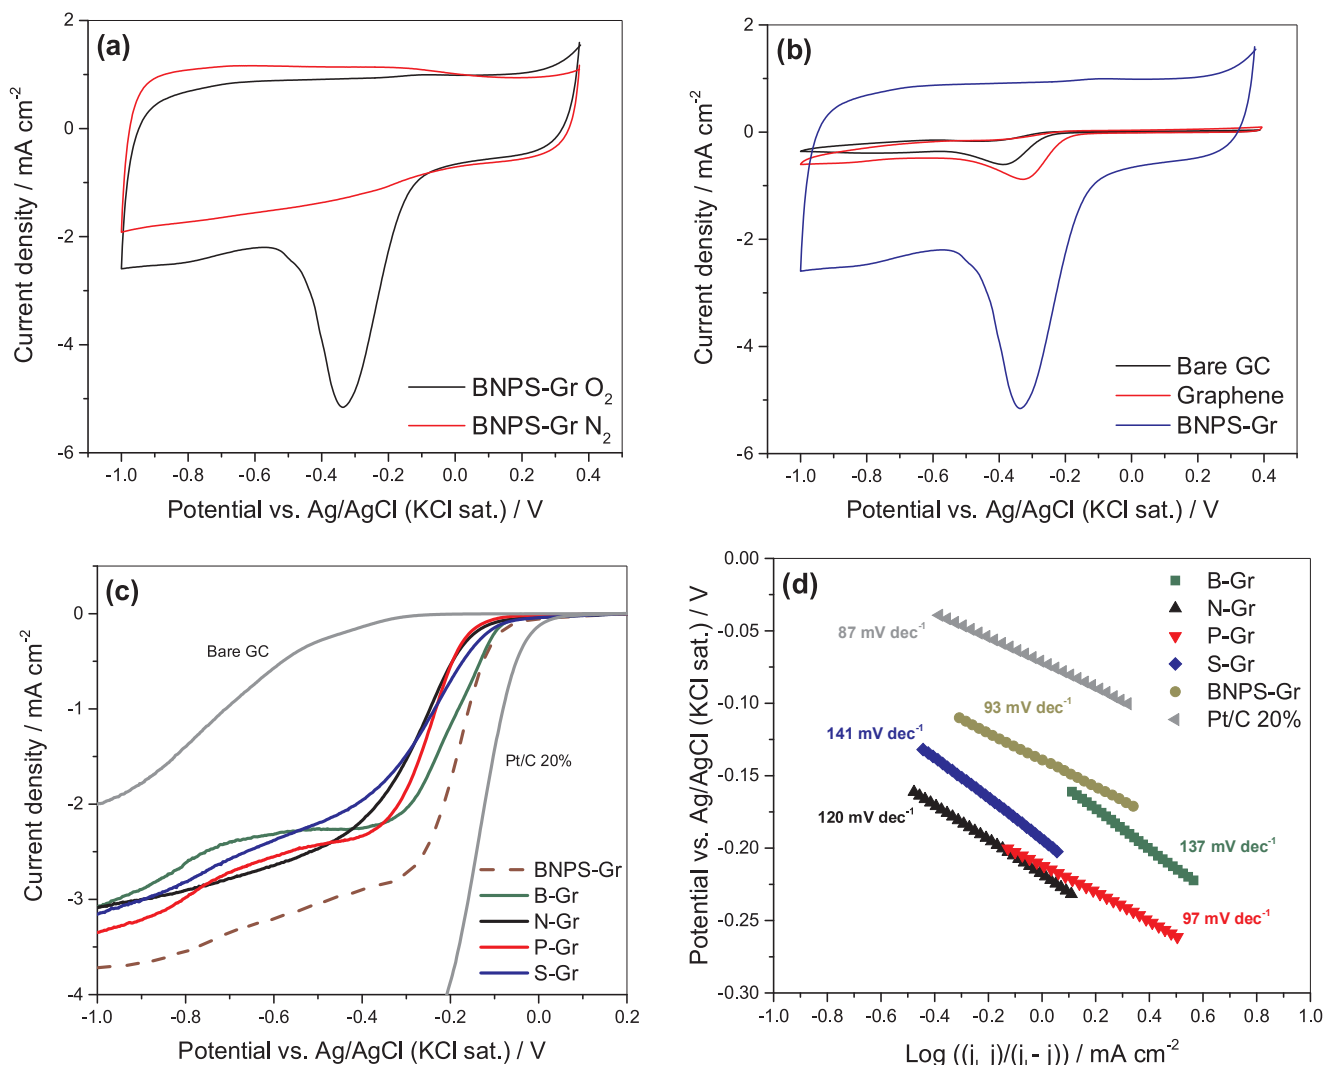 (a)
2
1
0
-2
-4
-6
Current density / mA cm⁻²
BNPS-Gr O₂
BNPS-Gr N₂
-1.0 -0.8 -0.6 -0.4 -0.2 0.0 0.2 0.4
Potential vs. Ag/AgCl (KCl sat.) / V
(b)
2
0
-2
-4
-6
Current density / mA cm⁻²
Bare GC
Graphene
BNPS-Gr
-1.0 -0.8 -0.6 -0.4 -0.2 0.0 0.2 0.4
Potential vs. Ag/AgCl (KCl sat.) / V
(c)
0
-1
-2
-3
-4
Current density / mA cm⁻²
Bare GC
Pt/C 20%
BNPS-Gr
B-Gr
N-Gr
P-Gr
S-Gr
-1.0 -0.8 -0.6 -0.4 -0.2 0.0 0.2
Potential vs. Ag/AgCl (KCl sat.) / V
(d)
0.00
-0.05
-0.10
-0.15
-0.20
-0.25
-0.30
Potential vs. Ag/AgCl (KCl sat.) / V
B-Gr
N-Gr
P-Gr
S-Gr
BNPS-Gr
Pt/C 20%
87 mV dec⁻¹
93 mV dec⁻¹
141 mV dec⁻¹
120 mV dec⁻¹
137 mV dec⁻¹
97 mV dec⁻¹
-1.0 -0.8 -0.6 -0.4 -0.2 0.0 0.2 0.4 0.6 0.8 1.0
Log ((j j)/(j - j)) / mA cm⁻²